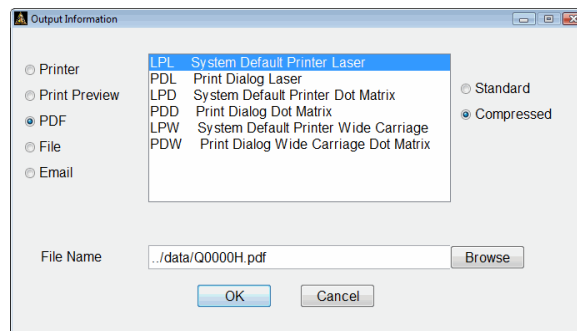 Output Information
Printer
Print Preview
PDF
File
Email
LPL System Default Printer Laser
PDL Print Dialog Laser
LPD System Default Printer Dot Matrix
PDD Print Dialog Dot Matrix
LPW System Default Printer Wide Carriage
PDW Print Dialog Wide Carriage Dot Matrix
Standard
Compressed
File Name
../data/Q0000H.pdf
Browse
OK
Cancel